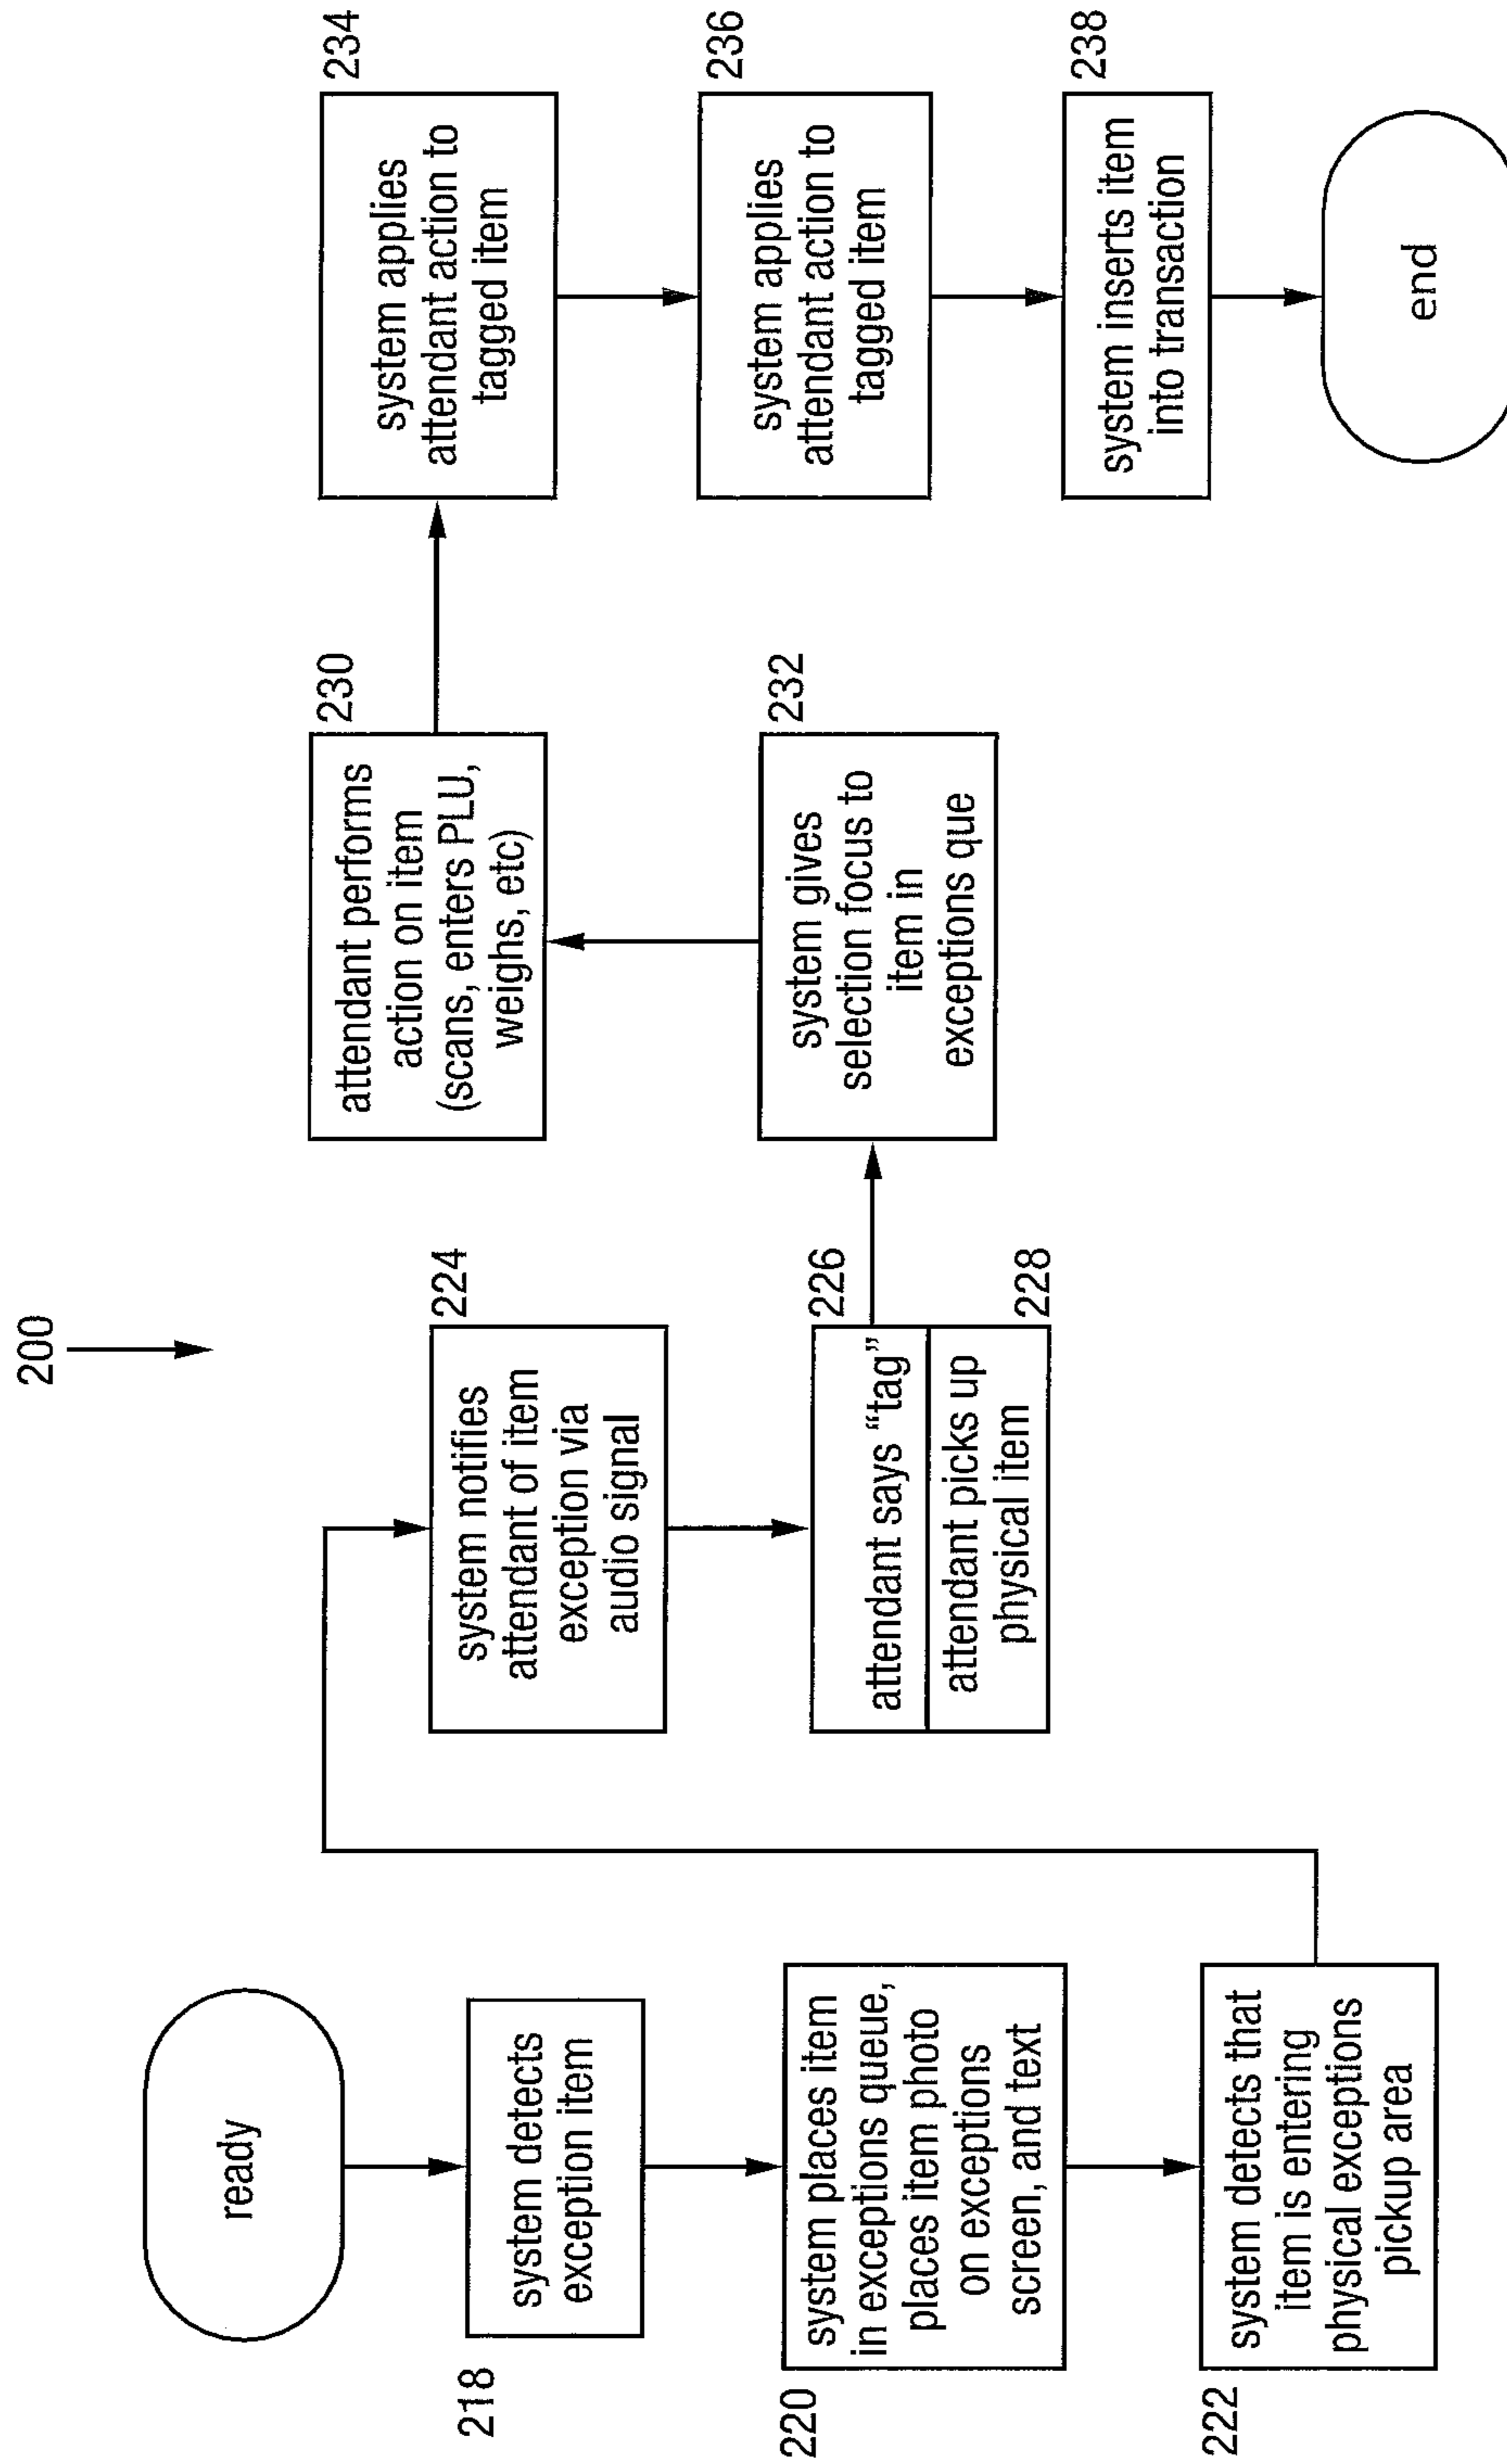 200
ready
218
system detects
exception item
220
system places item
in exceptions queue,
places item photo
on exceptions
screen, and text
222
system detects that
item is entering
physical exceptions
pickup area
224
system notifies
attendant of item
exception via
audio signal
226
attendant says “tag”
228
attendant picks up
physical item
230
attendant performs
action on item
(scans, enters PLU,
weighs, etc)
232
system gives
selection focus to
item in
exceptions que
234
system applies
attendant action to
tagged item
236
system applies
attendant action to
tagged item
238
system inserts item
into transaction
end